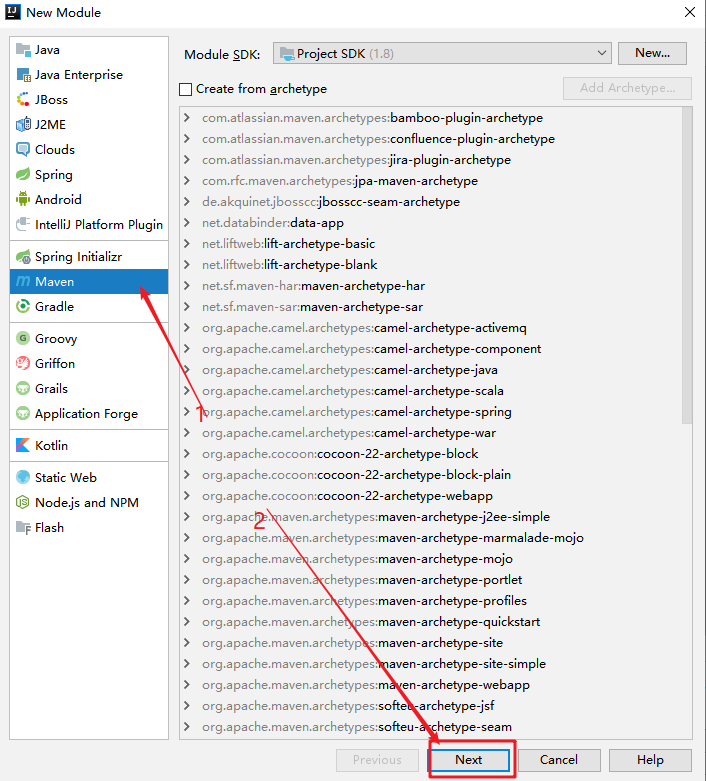 New Module
Java
Java Enterprise
JBoss
J2ME
Clouds
Spring
Android
IntelliJ Platform Plugin
Spring Initializr
Maven
Gradle
Groovy
Griffon
Grails
Application Forge
Kotlin
Static Web
Node.js and NPM
Flash
Module SDK: Project SDK (1.8) New...
Create from archetype Add Archetype...
com.atlassian.maven.archetypes:bamboo-plugin-archetype
com.atlassian.maven.archetypes:confluence-plugin-archetype
com.atlassian.maven.archetypes:jira-plugin-archetype
com.rfc.maven.archetypes:jpa-maven-archetype
de.akquinet.jbosscc:jbosscc-seam-archetype
net.databinder:data-app
net.liftweb:lift-archetype-basic
net.liftweb:lift-archetype-blank
net.sf.maven-har:maven-archetype-har
net.sf.maven-sar:maven-archetype-sar
org.apache.camel.archetypes:camel-archetype-activemq
org.apache.camel.archetypes:camel-archetype-component
org.apache.camel.archetypes:camel-archetype-java
org.apache.camel.archetypes:camel-archetype-scala
org.apache.camel.archetypes:camel-archetype-spring
org.apache.camel.archetypes:camel-archetype-war
org.apache.cocoon:cocoon-22-archetype-block
org.apache.cocoon:cocoon-22-archetype-block-plain
org.apache.cocoon:cocoon-22-archetype-webapp
org.apache.maven.archetypes:maven-archetype-j2ee-simple
org.apache.maven.archetypes:maven-archetype-marmalade-mojo
org.apache.maven.archetypes:maven-archetype-mojo
org.apache.maven.archetypes:maven-archetype-portlet
org.apache.maven.archetypes:maven-archetype-profiles
org.apache.maven.archetypes:maven-archetype-quickstart
org.apache.maven.archetypes:maven-archetype-site
org.apache.maven.archetypes:maven-archetype-site-simple
org.apache.maven.archetypes:maven-archetype-webapp
org.apache.maven.archetypes:softeu-archetype-jsf
org.apache.maven.archetypes:softeu-archetype-seam
1
2
Previous Next Cancel Help